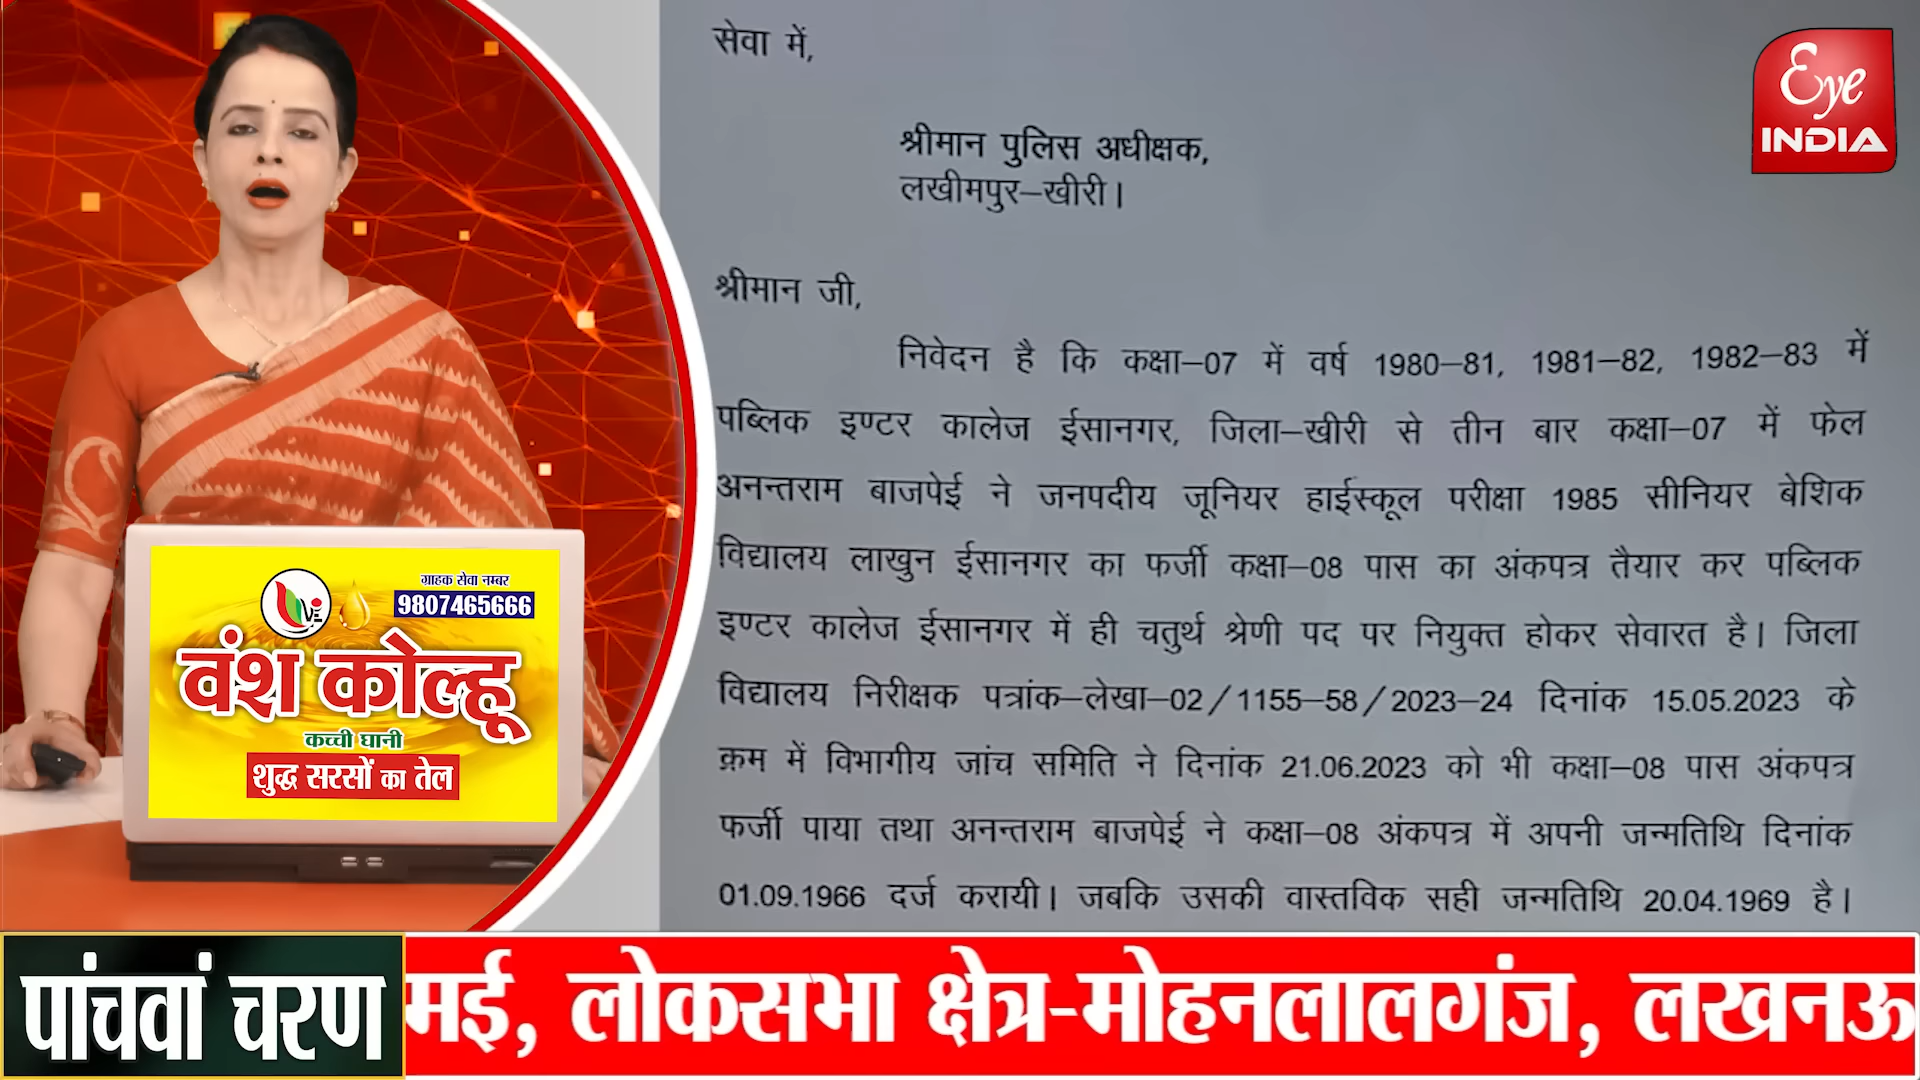 सेवा में,
श्रीमान पुलिस अधीक्षक,
लखीमपुर–खीरी।
श्रीमान जी,
निवेदन है कि कक्षा–07 में वर्ष 1980–81, 1981–82, 1982–83 में
पब्लिक इण्टर कालेज ईसानगर, जिला–खीरी से तीन बार कक्षा–07 में फेल
अनन्तराम बाजपेई ने जनपदीय जूनियर हाईस्कूल परीक्षा 1985 सीनियर बेशिक
विद्यालय लाखुन ईसानगर का फर्जी कक्षा–08 पास का अंकपत्र तैयार कर पब्लिक
इण्टर कालेज ईसानगर में ही चतुर्थ श्रेणी पद पर नियुक्त होकर सेवारत है। जिला
विद्यालय निरीक्षक पत्रांक–लेखा–02/1155–58/2023–24 दिनांक 15.05.2023 के
क्रम में विभागीय जांच समिति ने दिनांक 21.06.2023 को भी कक्षा–08 पास अंकपत्र
फर्जी पाया तथा अनन्तराम बाजपेई ने कक्षा–08 अंकपत्र में अपनी जन्मतिथि दिनांक
01.09.1966 दर्ज करायी। जबकि उसकी वास्तविक सही जन्मतिथि 20.04.1969 है।
Eye
INDIA
ग्राहक सेवा नम्बर
9807465666
वंश कोल्हू
कच्ची घानी
शुद्ध सरसों का तेल
पांचवां चरण
मई, लोकसभा क्षेत्र-मोहनलालगंज, लखनऊ